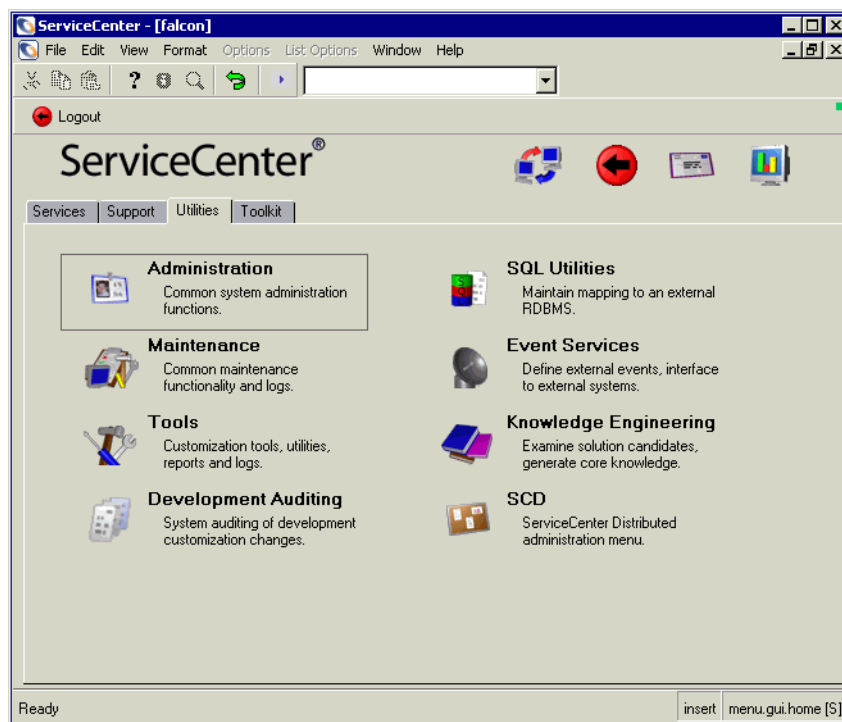 ServiceCenter - [falcon]
File Edit View Format Options List Options Window Help
?
Logout
ServiceCenter®
Services Support Utilities Toolkit
Administration
Common system administration
functions.
SQL Utilities
Maintain mapping to an external
RDBMS.
Maintenance
Common maintenance
functionality and logs.
Event Services
Define external events, interface
to external systems.
Tools
Customization tools, utilities,
reports and logs.
Knowledge Engineering
Examine solution candidates,
generate core knowledge.
Development Auditing
System auditing of development
customization changes.
SCD
ServiceCenter Distributed
administration menu.
Ready insert menu.gui.home [S]